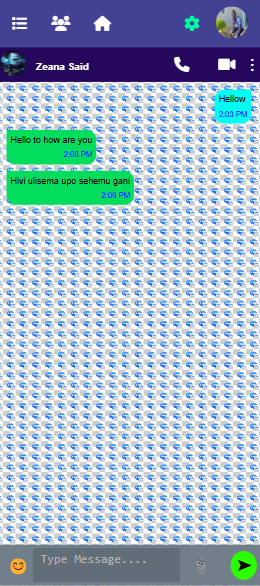 Zeana Said
Hellow
2:03 PM
Hello to how are you
2:08 PM
Hivi ulisema upo sehemu gani
2:09 PM
Type Message....